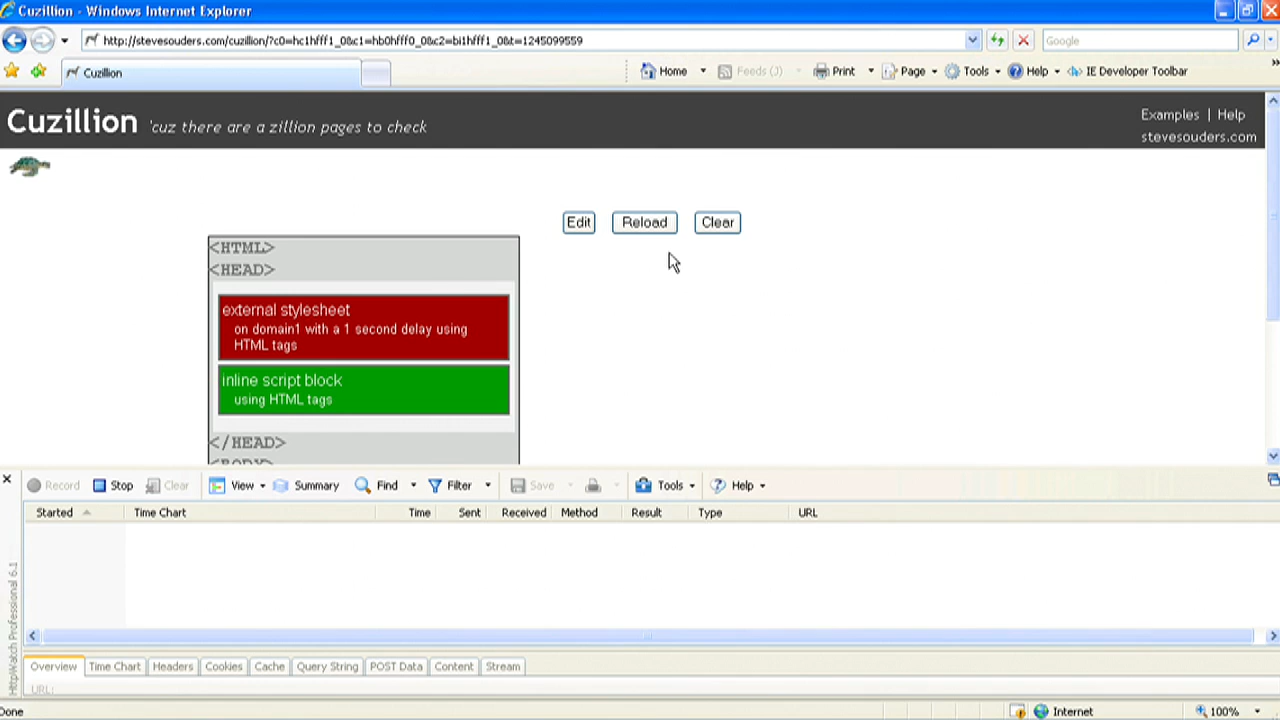 Cuzillion - Windows Internet Explorer
http://stevesouders.com/cuzillion/?c0=hc1hfff1_0&c1=hb0hfff0_0&c2=bi1hfff1_0&t=1245099559
Google
Cuzillion
Home
Feeds (J)
Print
Page
Tools
Help
IE Developer Toolbar
Cuzillion 'cuz there are a zillion pages to check
Examples | Help
stevesouders.com
Edit
Reload
Clear
<HTML>
<HEAD>
external stylesheet
on domain1 with a 1 second delay using
HTML tags
inline script block
using HTML tags
</HEAD>
<BODY>
Record
Stop
Clear
View
Summary
Find
Filter
Save
Tools
Help
Started
Time Chart
Time
Sent
Received
Method
Result
Type
URL
HttpWatch Professional 6.1
Overview
Time Chart
Headers
Cookies
Cache
Query String
POST Data
Content
Stream
URL:
Done
Internet
100%